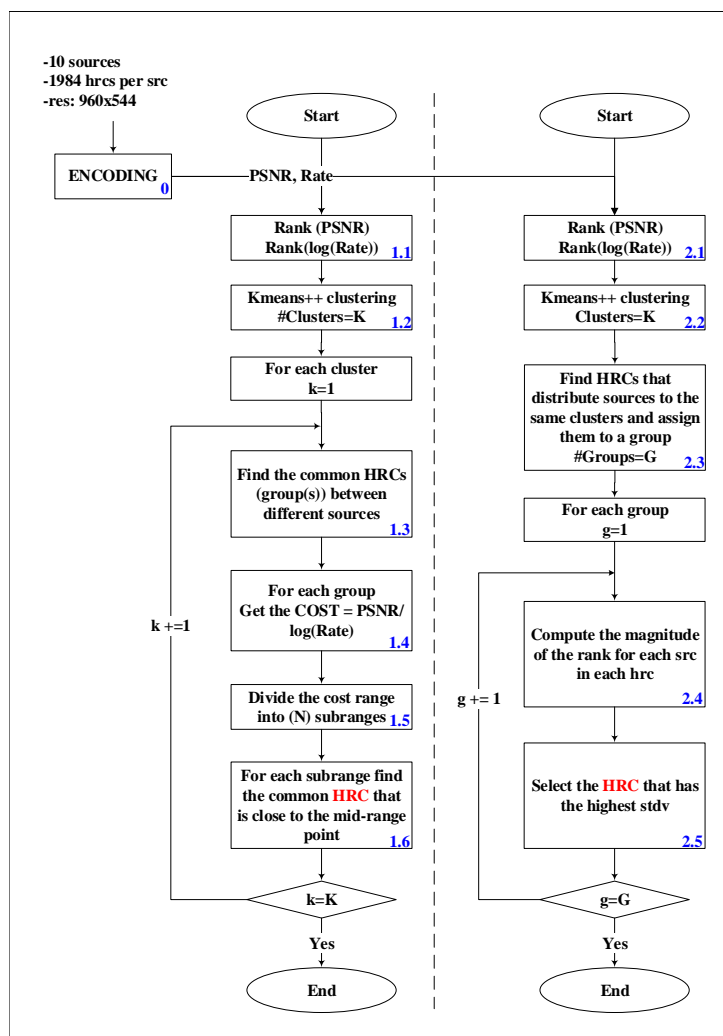 -10 sources
-1984 hrcs per src
-res: 960x544
ENCODING
0
PSNR, Rate
Start
Rank (PSNR)
Rank(log(Rate))
1.1
Kmeans++ clustering
#Clusters=K
1.2
For each cluster
k=1
Find the common HRCs
(group(s)) between
different sources
1.3
For each group
Get the COST = PSNR/
log(Rate)
1.4
k +=1
Divide the cost range
into (N) subranges
1.5
For each subrange find
the common HRC that
is close to the mid-range
point
1.6
k=K
Yes
End
Start
Rank (PSNR)
Rank(log(Rate))
2.1
Kmeans++ clustering
Clusters=K
2.2
Find HRCs that
distribute sources to the
same clusters and assign
them to a group
#Groups=G
2.3
For each group
g=1
Compute the magnitude
of the rank for each src
in each hrc
2.4
g += 1
Select the HRC that has
the highest stdv
2.5
g=G
Yes
End